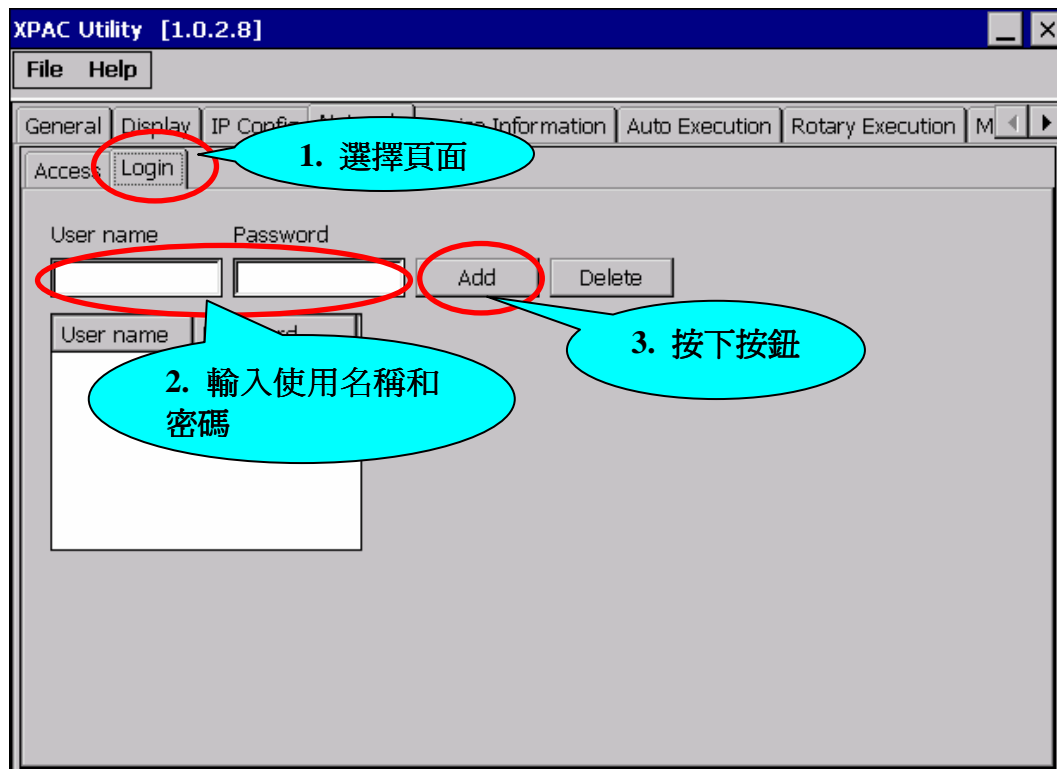 XPAC Utility [1.0.2.8]
File Help
General Display IP Information Auto Execution Rotary Execution M
Access Login
1. 選擇頁面
User name Password
Add Delete
User name
3. 按下按鈕
2. 輸入使用名稱和
密碼